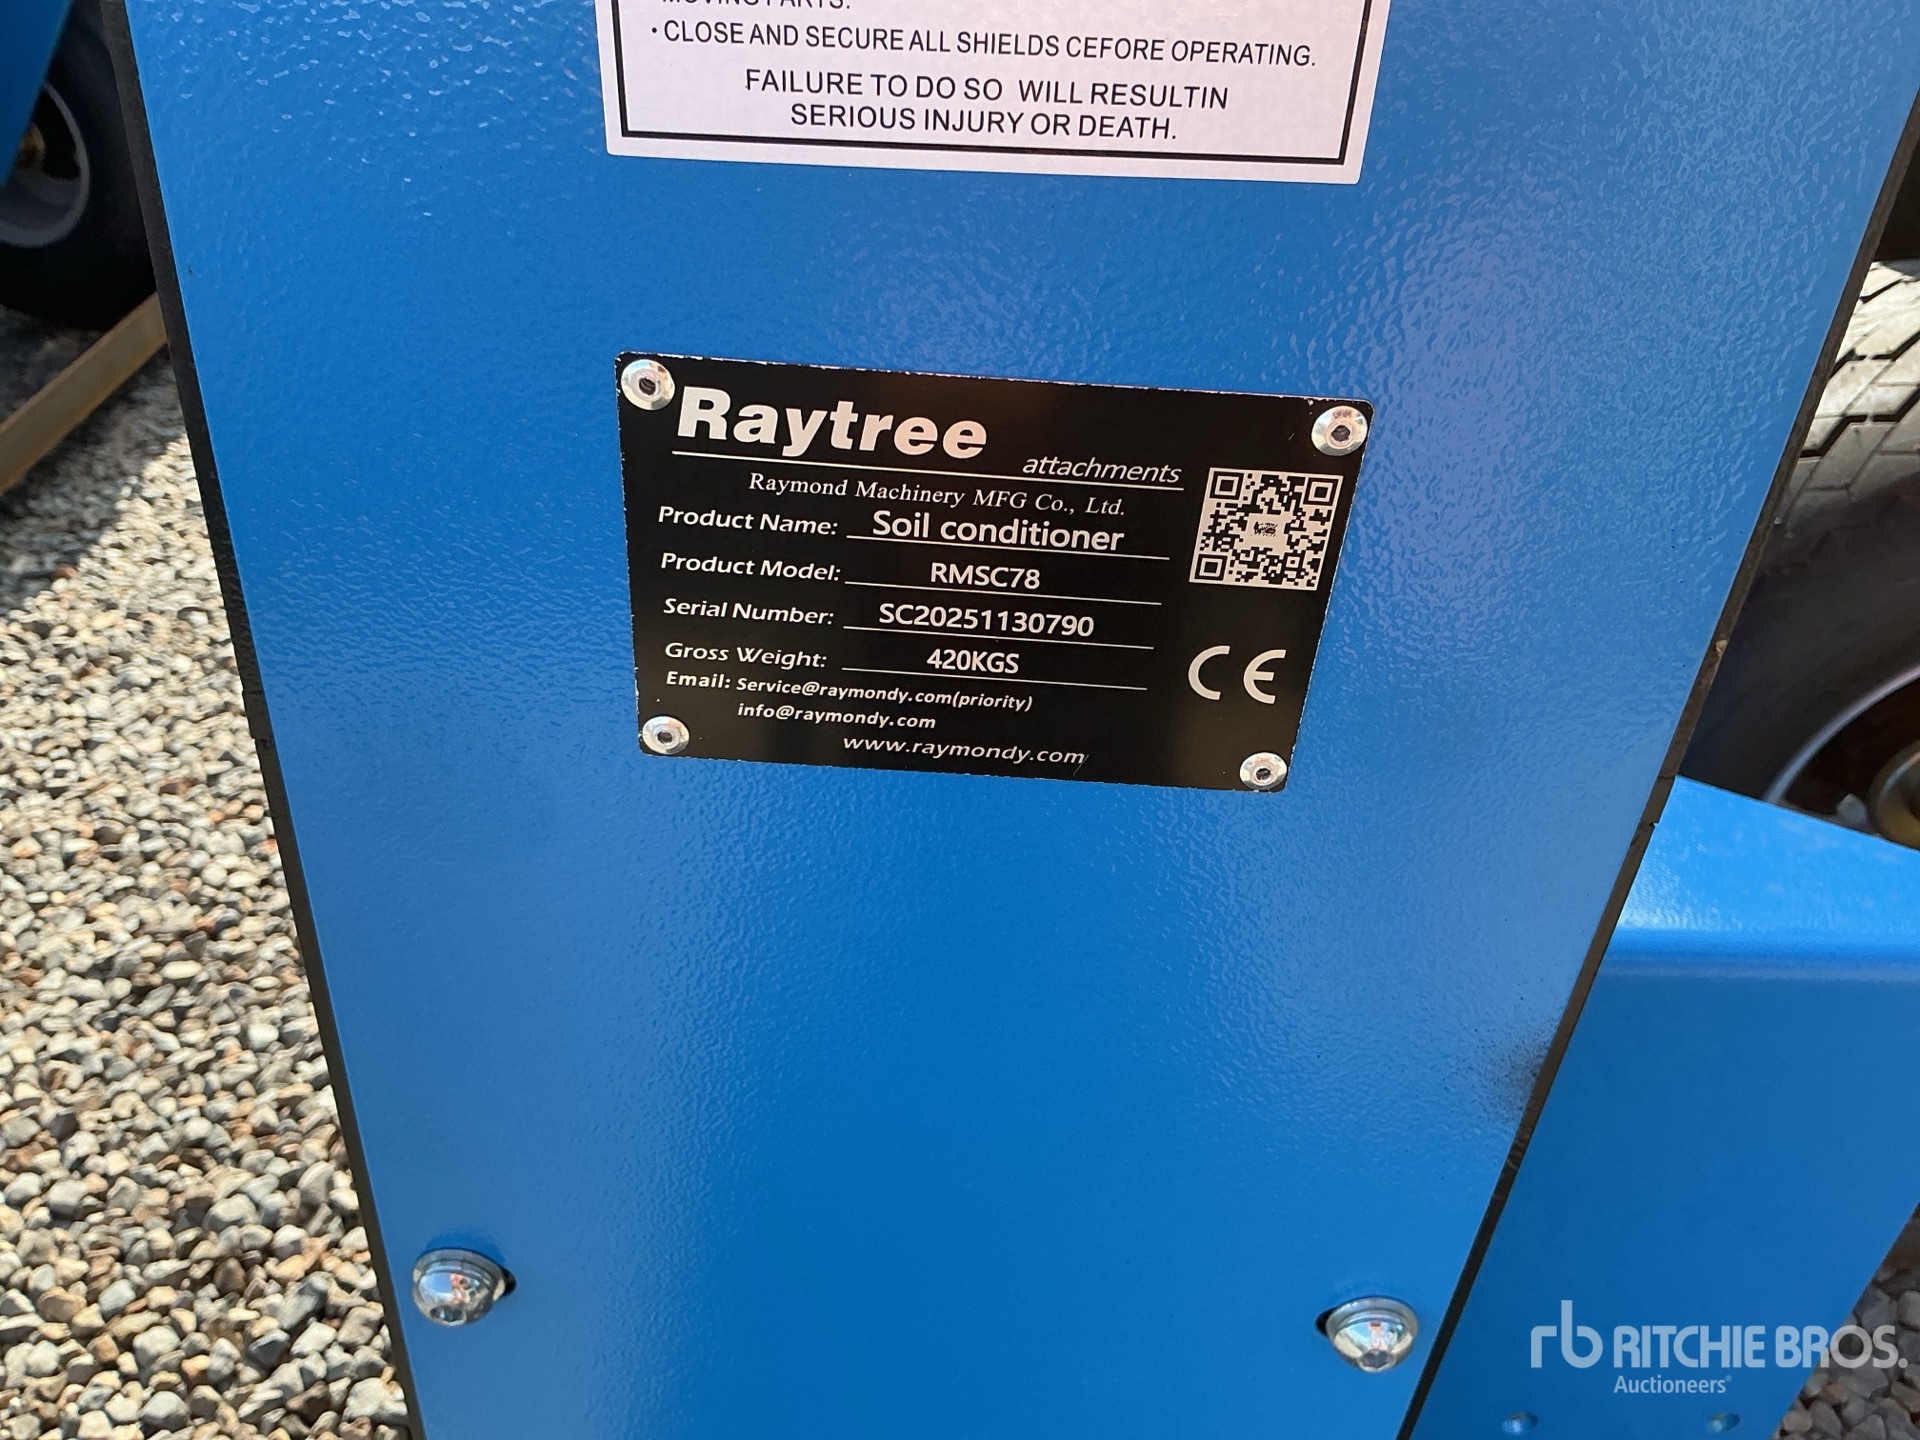 MOVING PARTS.
• CLOSE AND SECURE ALL SHIELDS CEFORE OPERATING.
FAILURE TO DO SO WILL RESULTIN
SERIOUS INJURY OR DEATH.
Raytree
attachments
Raymond Machinery MFG Co., Ltd.
Product Name: Soil conditioner
Product Model: RMSC78
Serial Number: SC20251130790
Gross Weight: 420KGS
CE
Email: Service@raymondy.com(priority)
info@raymondy.com
www.raymondy.com
rb RITCHIE BROS.
Auctioneers